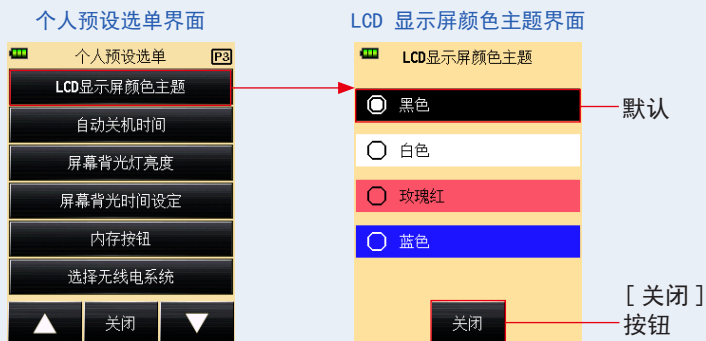 个人预设选单界面
个人预设选单 P3
LCD显示屏颜色主题
自动关机时间
屏幕背光灯亮度
屏幕背光时间设定
内存按钮
选择无线电系统
关闭
LCD 显示屏颜色主题界面
LCD显示屏颜色主题
黑色
默认
白色
玫瑰红
蓝色
关闭
[ 关闭 ]
按钮